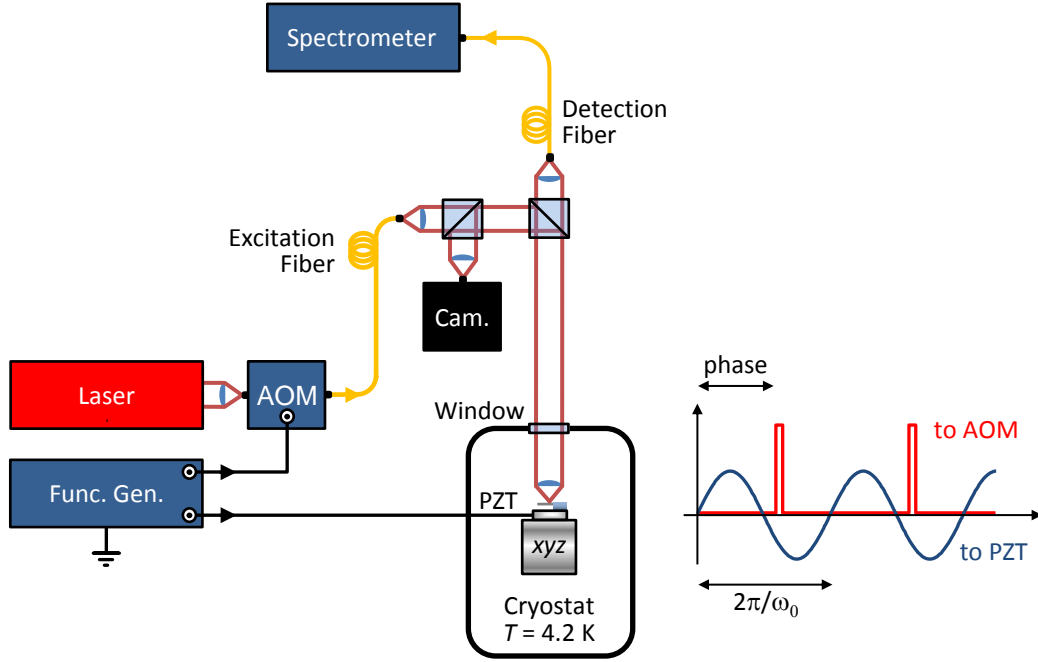 Spectrometer
Detection
Fiber
Excitation
Fiber
Cam.
Laser
AOM
Window
Func. Gen.
PZT
xyz
Cryostat
T = 4.2 K
phase
to AOM
to PZT
2π/ω₀